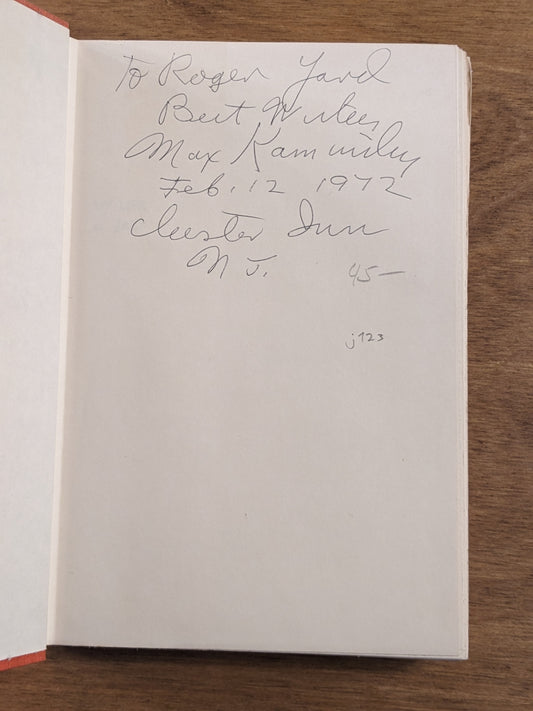 To Roger Yard
Best Wishes
Max Kaminsky
Feb. 12 1972
Chester Inn
N J.
45—
j123